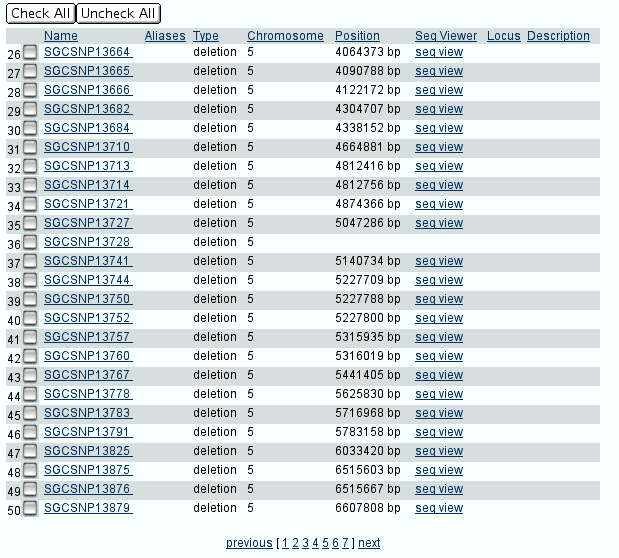 Check All Uncheck All
Name Aliases Type Chromosome Position Seq Viewer Locus Description
26 SGCSNP13664 deletion 5 4064373 bp seq view
27 SGCSNP13665 deletion 5 4090788 bp seq view
28 SGCSNP13666 deletion 5 4122172 bp seq view
29 SGCSNP13682 deletion 5 4304707 bp seq view
30 SGCSNP13684 deletion 5 4338152 bp seq view
31 SGCSNP13710 deletion 5 4664881 bp seq view
32 SGCSNP13713 deletion 5 4812416 bp seq view
33 SGCSNP13714 deletion 5 4812756 bp seq view
34 SGCSNP13721 deletion 5 4874366 bp seq view
35 SGCSNP13727 deletion 5 5047286 bp seq view
36 SGCSNP13728 deletion 5
37 SGCSNP13741 deletion 5 5140734 bp seq view
38 SGCSNP13744 deletion 5 5227709 bp seq view
39 SGCSNP13750 deletion 5 5227788 bp seq view
40 SGCSNP13752 deletion 5 5227800 bp seq view
41 SGCSNP13757 deletion 5 5315935 bp seq view
42 SGCSNP13760 deletion 5 5316019 bp seq view
43 SGCSNP13767 deletion 5 5441405 bp seq view
44 SGCSNP13778 deletion 5 5625830 bp seq view
45 SGCSNP13783 deletion 5 5716968 bp seq view
46 SGCSNP13791 deletion 5 5783158 bp seq view
47 SGCSNP13825 deletion 5 6033420 bp seq view
48 SGCSNP13875 deletion 5 6515603 bp seq view
49 SGCSNP13876 deletion 5 6515667 bp seq view
50 SGCSNP13879 deletion 5 6607808 bp seq view
previous [ 1 2 3 4 5 6 7 ] next